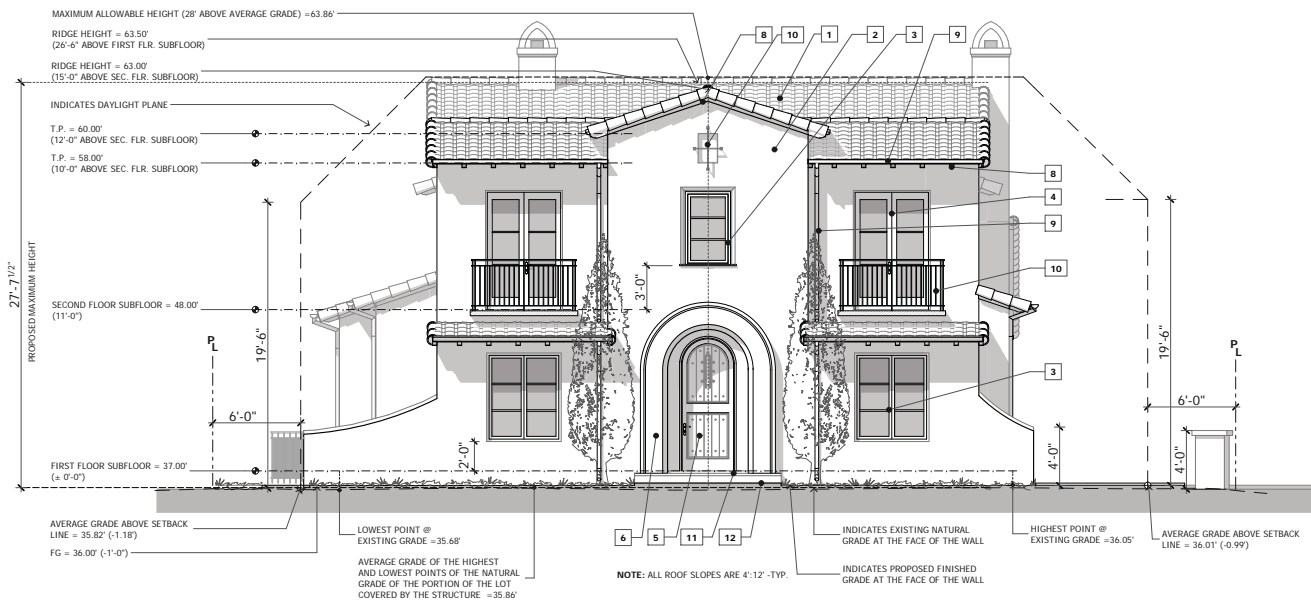 MAXIMUM ALLOWABLE HEIGHT (28' ABOVE AVERAGE GRADE) =63.86'
RIDGE HEIGHT = 63.50'
(26'-6" ABOVE FIRST FLR. SUBFLOOR)
RIDGE HEIGHT = 63.00'
(15'-0" ABOVE SEC. FLR. SUBFLOOR)
INDICATES DAYLIGHT PLANE
T.P. = 60.00'
(12'-0" ABOVE SEC. FLR. SUBFLOOR)
T.P. = 58.00'
(10'-0" ABOVE SEC. FLR. SUBFLOOR)
8
10
1
2
3
9
8
4
9
10
3
27'-7 1/2"
PROPOSED MAXIMUM HEIGHT
SECOND FLOOR SUBFLOOR = 48.00'
(11'-0")
19'-6"
3'-0"
19'-6"
PL
PL
6'-0"
6'-0"
2'-0"
4'-0"
4'-0"
FIRST FLOOR SUBFLOOR = 37.00'
(± 0'-0")
AVERAGE GRADE ABOVE SETBACK
LINE = 35.82' (-1.18')
FG = 36.00' (-1'-0")
LOWEST POINT @
EXISTING GRADE =35.68'
AVERAGE GRADE OF THE HIGHEST
AND LOWEST POINTS OF THE NATURAL
GRADE OF THE PORTION OF THE LOT
COVERED BY THE STRUCTURE =35.86'
6
5
11
12
NOTE: ALL ROOF SLOPES ARE 4':12' -TYP.
INDICATES EXISTING NATURAL
GRADE AT THE FACE OF THE WALL
INDICATES PROPOSED FINISHED
GRADE AT THE FACE OF THE WALL
HIGHEST POINT @
EXISTING GRADE =36.05'
AVERAGE GRADE ABOVE SETBACK
LINE = 36.01' (-0.99')